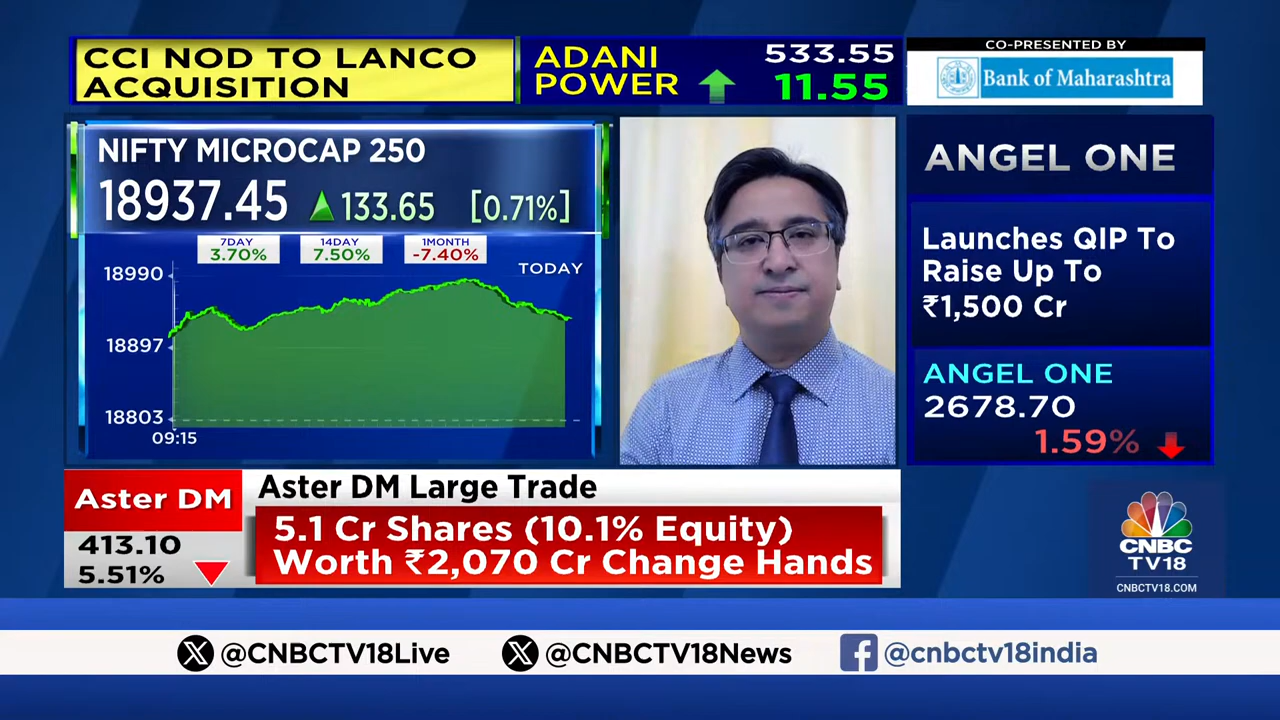 CCI NOD TO LANCO
ACQUISITION
ADANI
POWER
533.55
11.55
CO-PRESENTED BY
Bank of Maharashtra
NIFTY MICROCAP 250
18937.45 133.65 [0.71%]
7DAY
3.70%
14DAY
7.50%
1MONTH
-7.40%
TODAY
18990
18897
18803
09:15
ANGEL ONE
Launches QIP To
Raise Up To
₹1,500 Cr
ANGEL ONE
2678.70
1.59%
Aster DM
413.10
5.51%
Aster DM Large Trade
5.1 Cr Shares (10.1% Equity)
Worth ₹2,070 Cr Change Hands
CNBC
TV18
CNBCTV18.COM
@CNBCTV18Live
@CNBCTV18News
@cnbctv18india